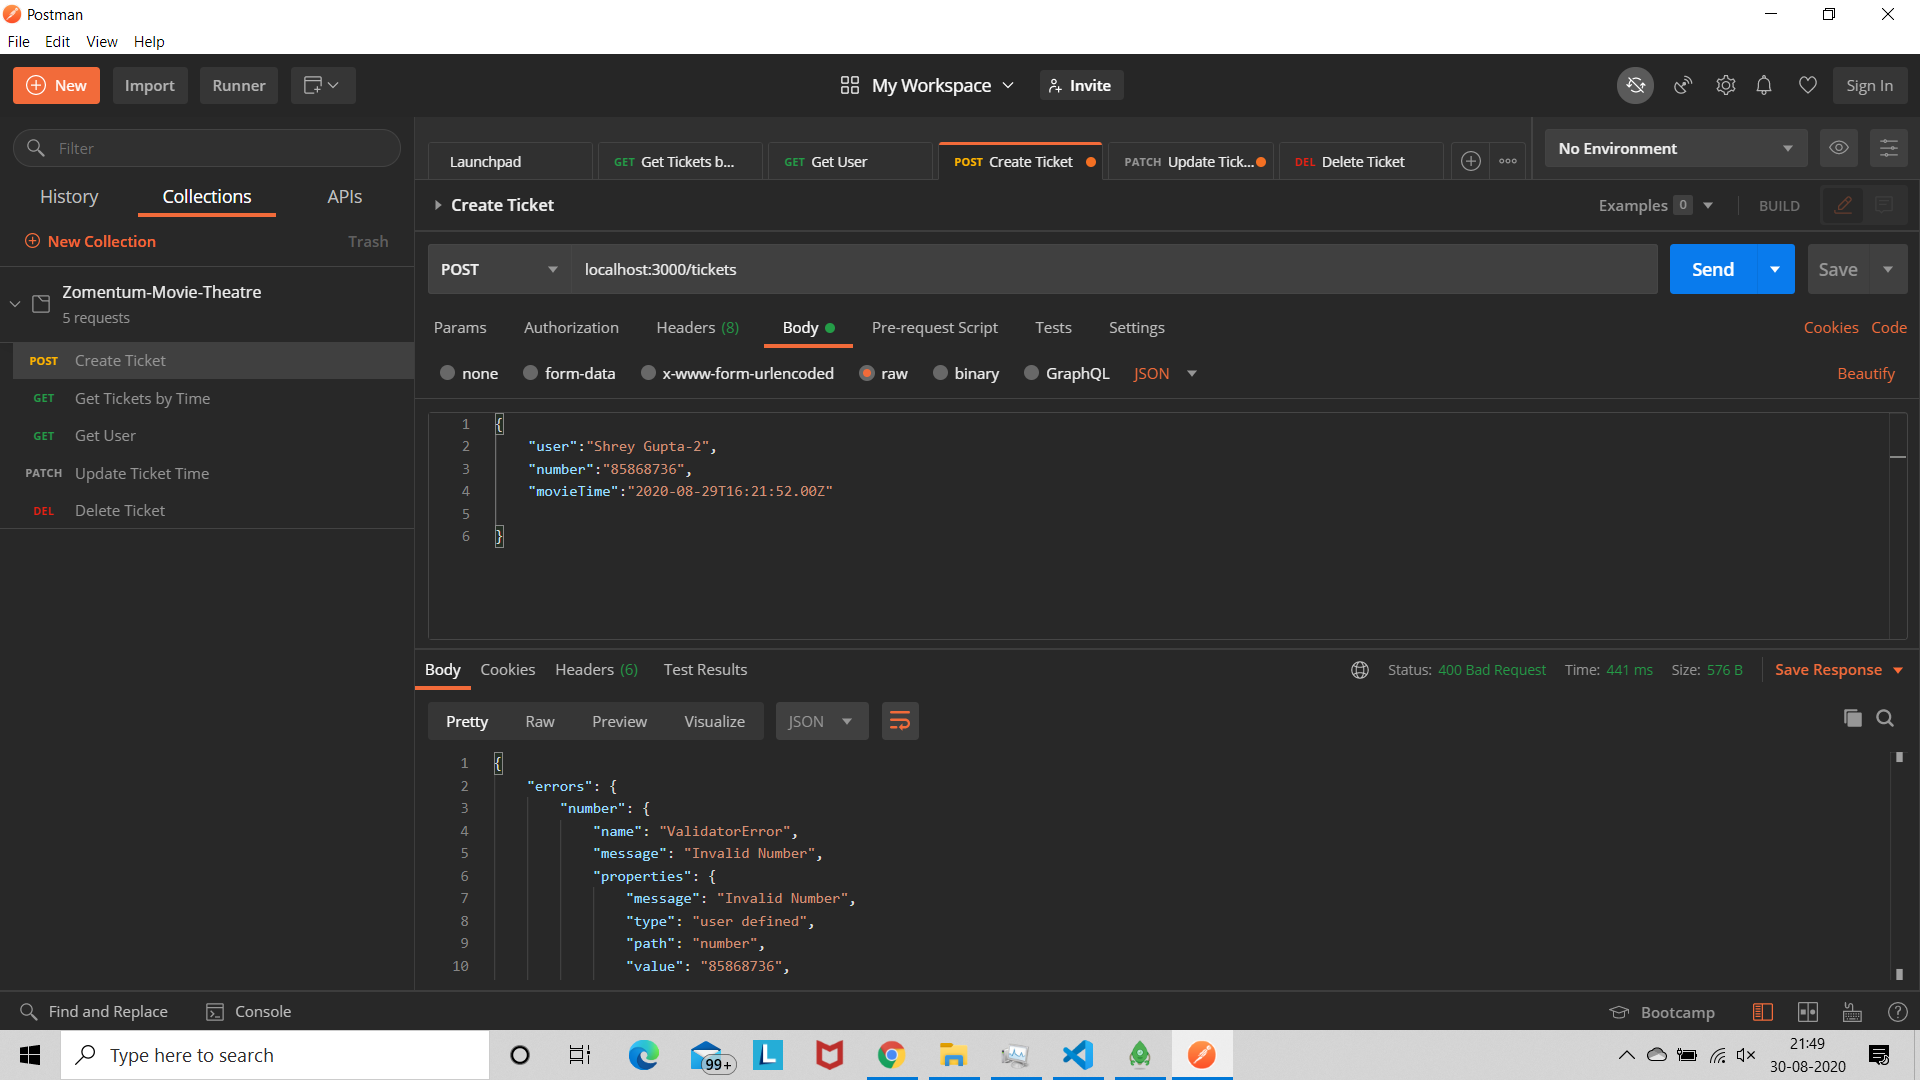 Postman
File Edit View Help
New Import Runner
My Workspace Invite
Sign In
Filter
History Collections APIs
New Collection Trash
Zomentum-Movie-Theatre
5 requests
POST Create Ticket
GET Get Tickets by Time
GET Get User
PATCH Update Ticket Time
DEL Delete Ticket
Launchpad GET Get Tickets b... GET Get User POST Create Ticket PATCH Update Tick... DEL Delete Ticket
No Environment
Create Ticket
Examples 0 BUILD
POST localhost:3000/tickets Send Save
Params Authorization Headers (8) Body Pre-request Script Tests Settings Cookies Code
none form-data x-www-form-urlencoded raw binary GraphQL JSON Beautify
1 {
2 "user":"Shrey Gupta-2",
3 "number":"85868736",
4 "movieTime":"2020-08-29T16:21:52.00Z"
5
6 }
Body Cookies Headers (6) Test Results Status: 400 Bad Request Time: 441 ms Size: 576 B Save Response
Pretty Raw Preview Visualize JSON
1 {
2 "errors": {
3 "number": {
4 "name": "ValidatorError",
5 "message": "Invalid Number",
6 "properties": {
7 "message": "Invalid Number",
8 "type": "user defined",
9 "path": "number",
10 "value": "85868736",
Find and Replace Console Bootcamp
Type here to search
99+
L
21:49
30-08-2020
3